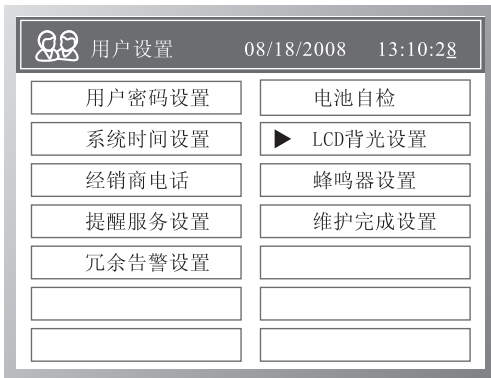 用户设置 08/18/2008 13:10:28
用户密码设置 电池自检
系统时间设置 LCD背光设置
经销商电话 蜂鸣器设置
提醒服务设置 维护完成设置
冗余告警设置